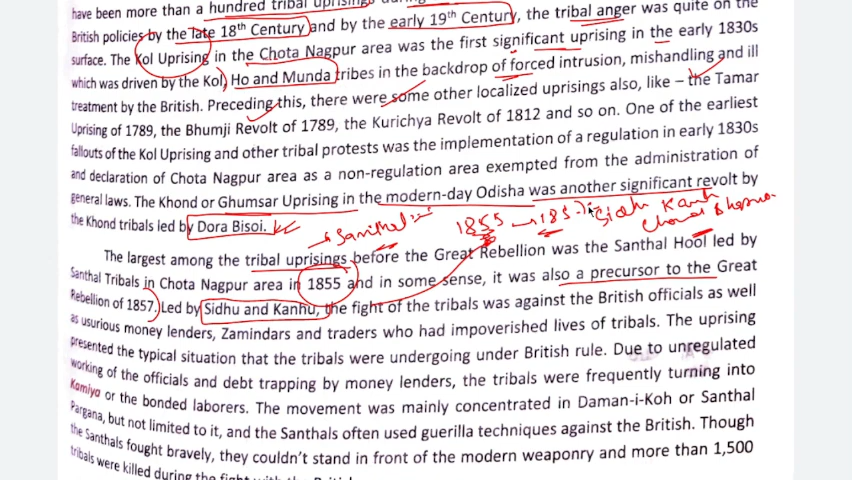 have been more than a hundred tribal uprisings
British policies by the late 18th Century and by the early 19th Century, the tribal anger was quite on the
surface. The Kol Uprising in the Chota Nagpur area was the first significant uprising in the early 1830s
which was driven by the Kol, Ho and Munda tribes in the backdrop of forced intrusion, mishandling and ill
treatment by the British. Preceding this, there were some other localized uprisings also, like – the Tamar
Uprising of 1789, the Bhumji Revolt of 1789, the Kurichya Revolt of 1812 and so on. One of the earliest
fallouts of the Kol Uprising and other tribal protests was the implementation of a regulation in early 1830s
and declaration of Chota Nagpur area as a non-regulation area exempted from the administration of
general laws. The Khond or Ghumsar Uprising in the modern-day Odisha was another significant revolt by
the Khond tribals led by Dora Bisoi.
Santhal 1855 → 185 Sidh Kanh
The largest among the tribal uprisings before the Great Rebellion was the Santhal Hool led by
Santhal Tribals in Chota Nagpur area in 1855 and in some sense, it was also a precursor to the Great
Rebellion of 1857. Led by Sidhu and Kanhu, the fight of the tribals was against the British officials as well
as usurious money lenders, Zamindars and traders who had impoverished lives of tribals. The uprising
presented the typical situation that the tribals were undergoing under British rule. Due to unregulated
working of the officials and debt trapping by money lenders, the tribals were frequently turning into
Kamiya or the bonded laborers. The movement was mainly concentrated in Daman-i-Koh or Santhal
Pargana, but not limited to it, and the Santhals often used guerilla techniques against the British. Though
the Santhals fought bravely, they couldn't stand in front of the modern weaponry and more than 1,500
tribals were killed during the fight